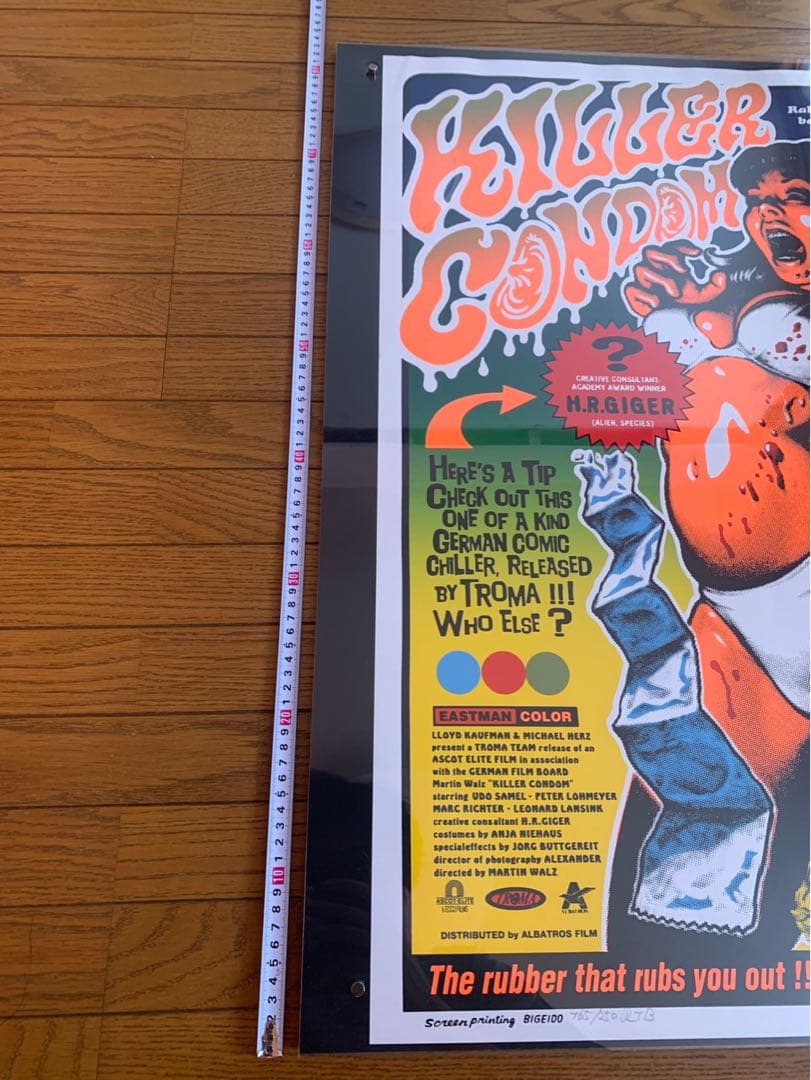 KILLER
CONDOM
?
CREATIVE CONSULTANT:
ACADEMY AWARD WINNER
H.R.GIGER
(ALIEN, SPECIES)
HERE'S A TIP
CHECK OUT THIS
ONE OF A KIND
GERMAN COMIC
CHILLER, RELEASED
BY TROMA !!!
WHO ELSE ?
EASTMAN COLOR
LLOYD KAUFMAN & MICHAEL HERZ
present a TROMA TEAM release of an
ASCOT ELITE FILM in association
with the GERMAN FILM BOARD
Martin Walz "KILLER CONDOM"
starring UDO SAMEL · PETER LOHMEYER
MARC RICHTER · LEONARD LANSINK
creative consultant H.R.GIGER
costumes by ANJA NIEHAUS
specialeffects by JORG BUTTGEREIT
director of photography ALEXANDER
directed by MARTIN WALZ
ASCOT-ELITE
TROMA
ALBATROS
DISTRIBUTED by ALBATROS FILM
The rubber that rubs you out !!
Screen printing BIGEIDO